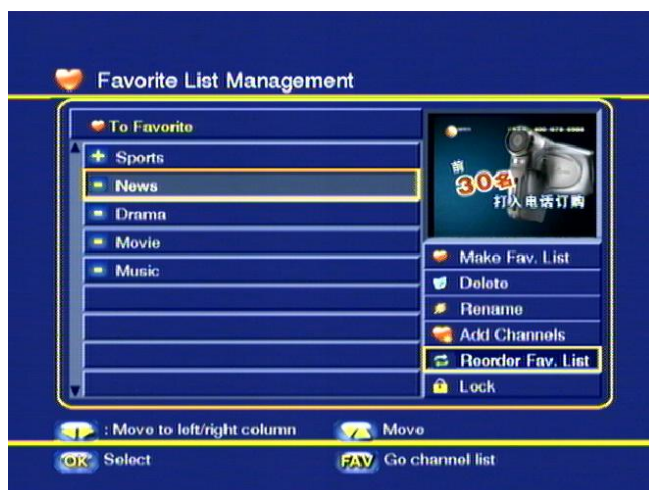 Favorite List Management
To Favorite
Sports
News
Drama
Movie
Music
前
30名
打入电话订购
Make Fav. List
Delete
Rename
Add Channels
Reorder Fav. List
Lock
: Move to left/right column
Move
OK Select
FAV Go channel list